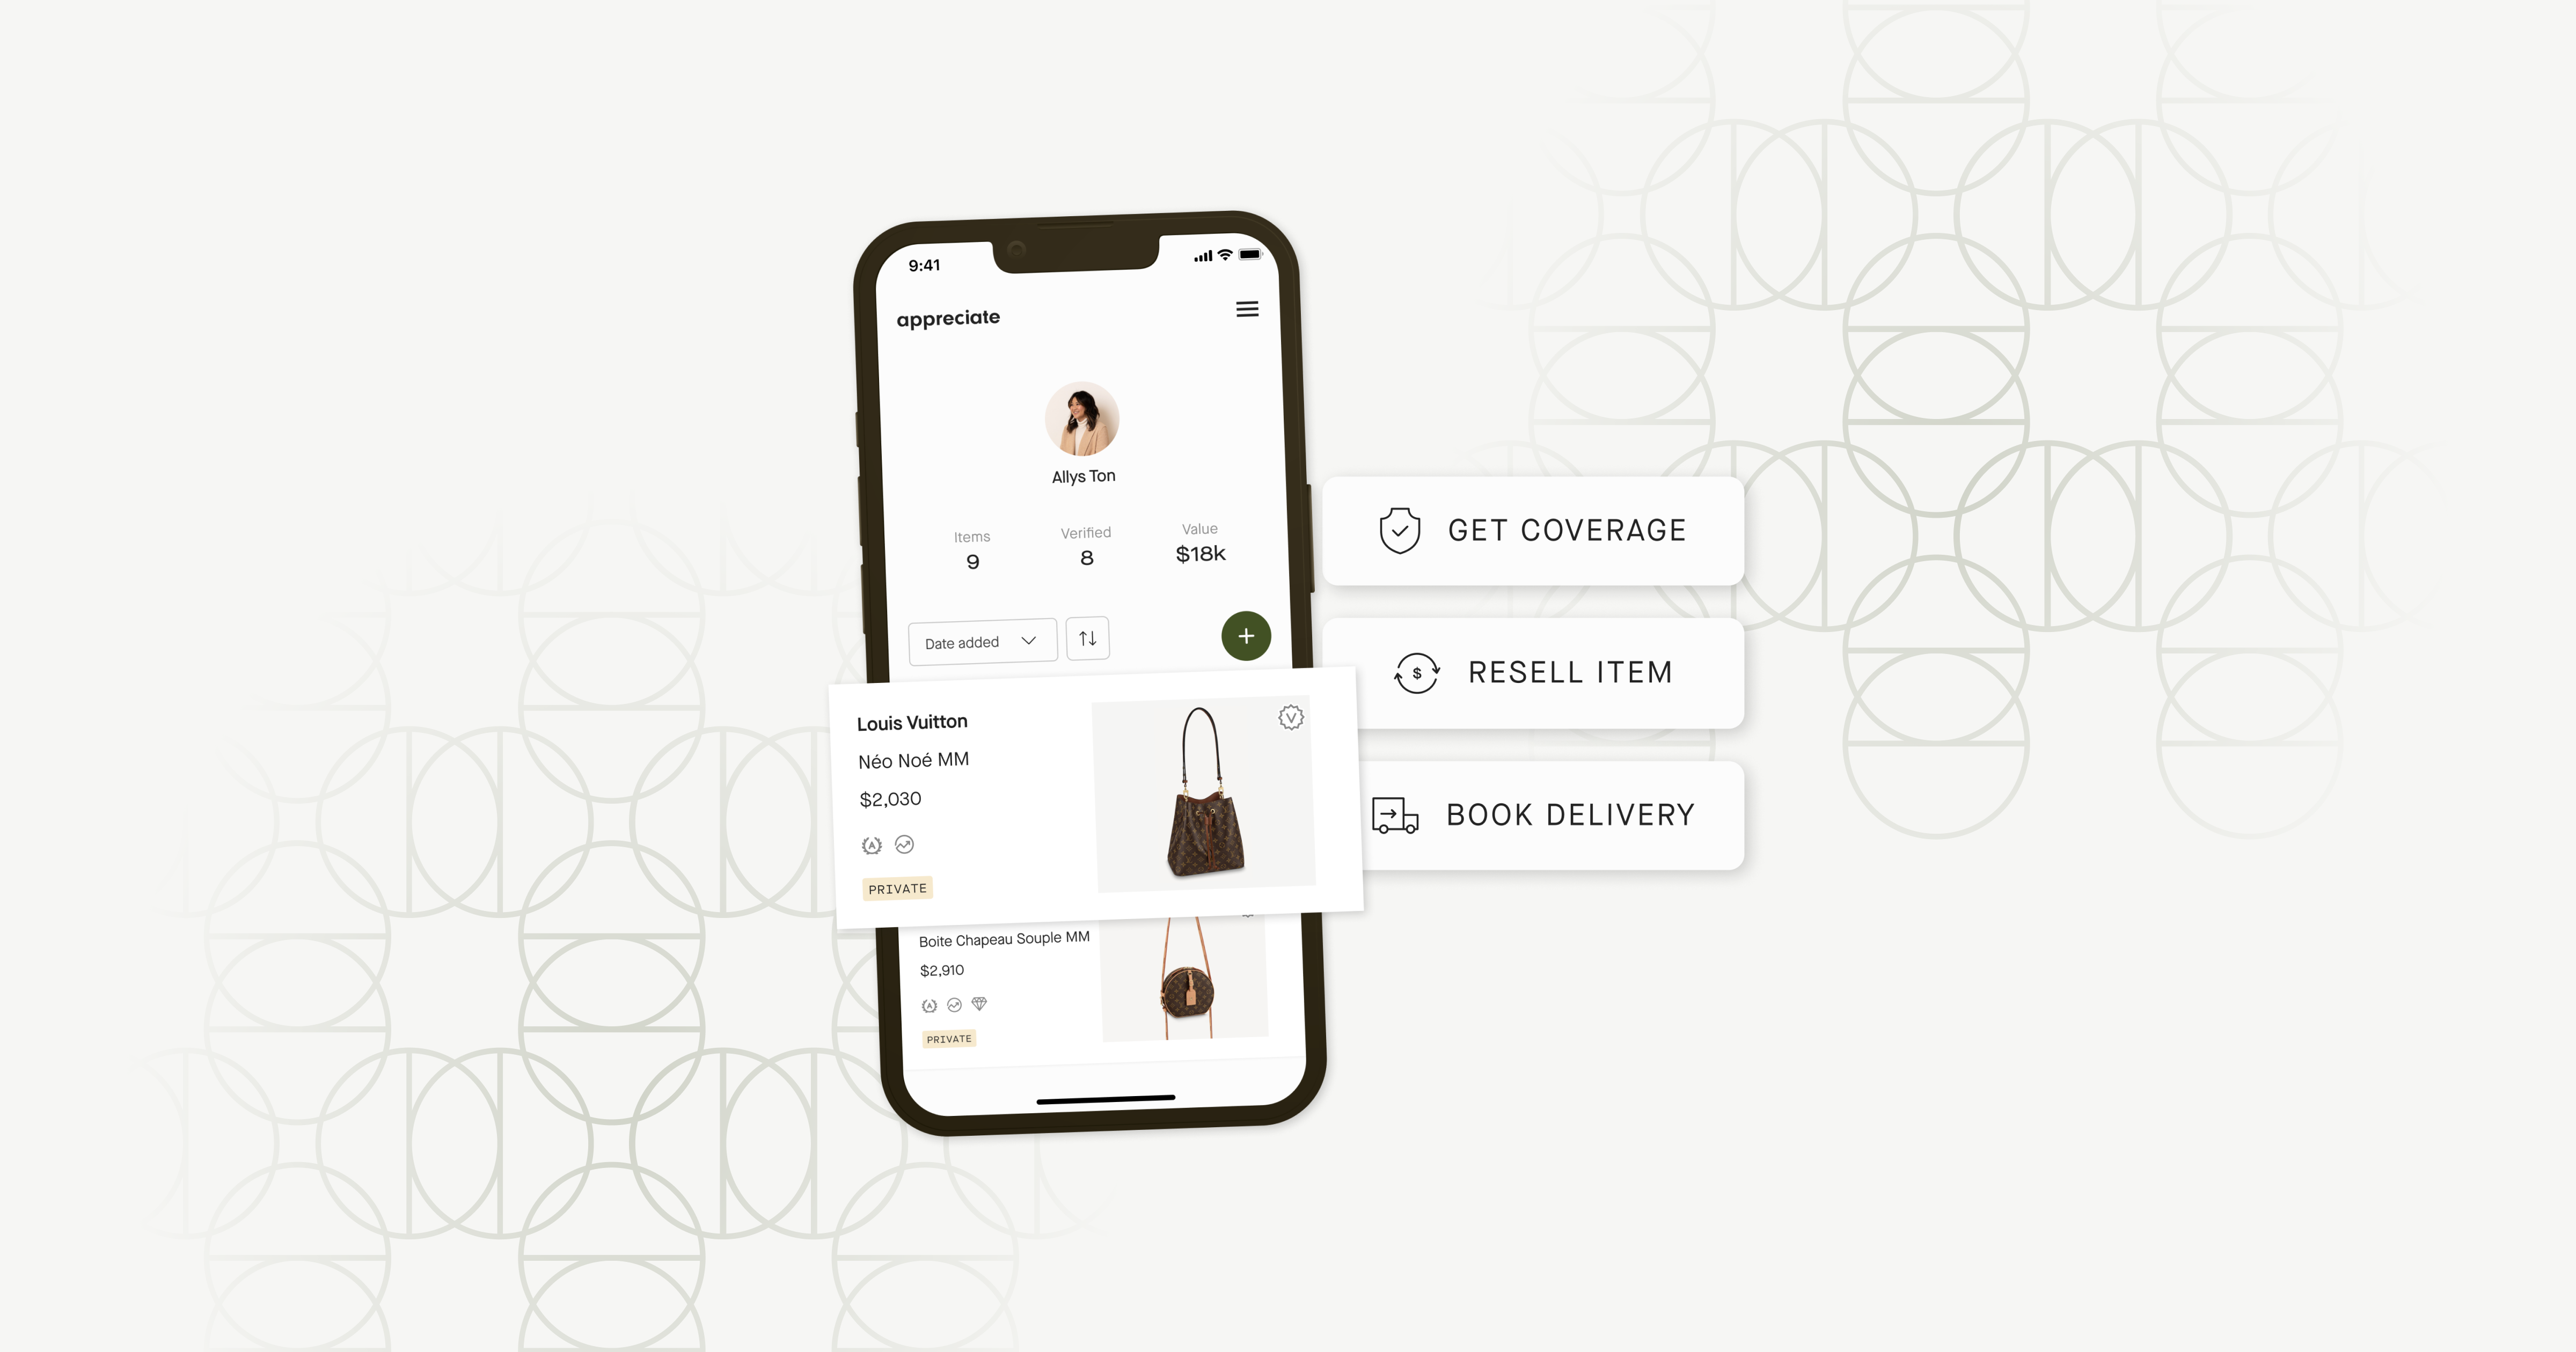 9:41
appreciate
Allys Ton
Items Verified Value
9 8 $18k
Date added
Louis Vuitton
Néo Noé MM
$2,030
PRIVATE
Boite Chapeau Souple MM
$2,910
PRIVATE
GET COVERAGE
RESELL ITEM
BOOK DELIVERY